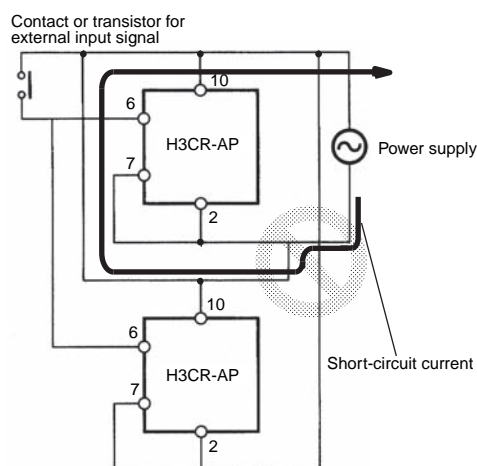 Contact or transistor for
external input signal
10
6
H3CR-AP
7
Power supply
2
10
6
H3CR-AP
Short-circuit current
7
2